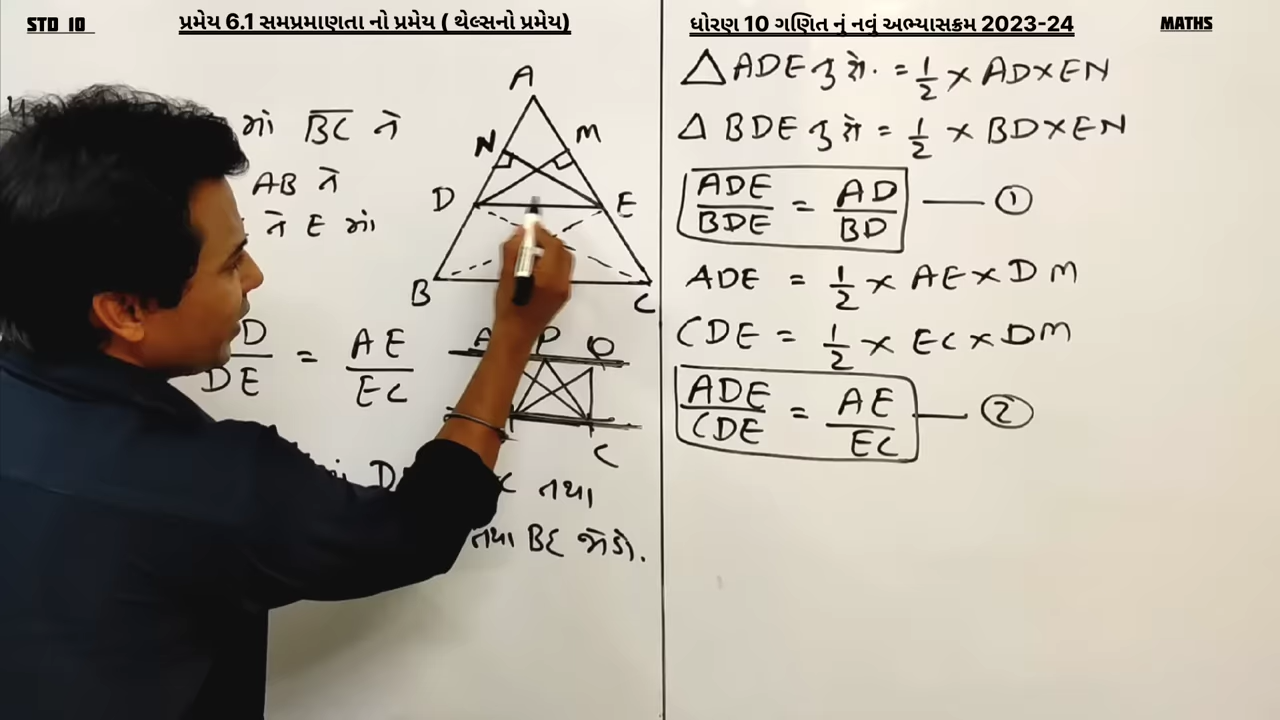 STD 10
પ્રમેય 6.1 સમપ્રમાણતા નો પ્રમેય ( થેલ્સનો પ્રમેય)
ધોરણ 10 ગણિત નું નવું અભ્યાસક્રમ 2023-24
MATHS
માં BC ને
AB ને
ને E માં
D/DE = AE/EC
તથા
તથા BE જોડો.
A
N M
D E
B C
A P Q
C
△ ADE નું ક્ષે. = 1/2 × AD×EN
△ BDE નું ક્ષે = 1/2 × BD×EN
ADE/BDE = AD/BD — ①
ADE = 1/2 × AE × DM
CDE = 1/2 × EC × DM
ADE/CDE = AE/EC — ②